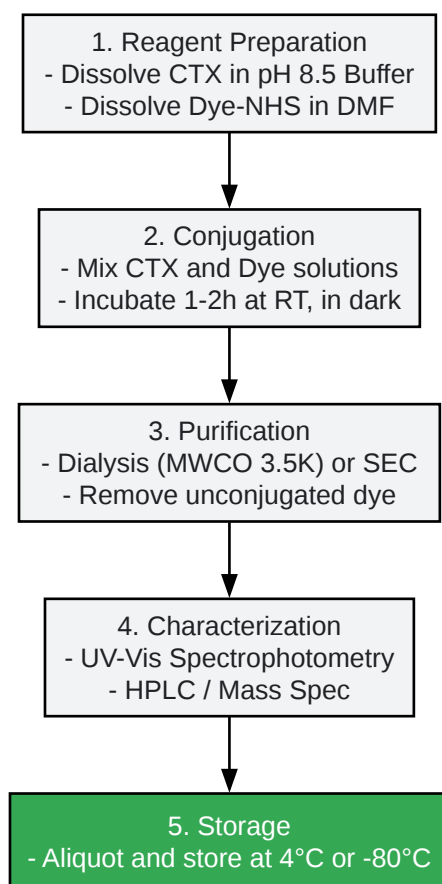 1. Reagent Preparation
- Dissolve CTX in pH 8.5 Buffer
- Dissolve Dye-NHS in DMF
2. Conjugation
- Mix CTX and Dye solutions
- Incubate 1-2h at RT, in dark
3. Purification
- Dialysis (MWCO 3.5K) or SEC
- Remove unconjugated dye
4. Characterization
- UV-Vis Spectrophotometry
- HPLC / Mass Spec
5. Storage
- Aliquot and store at 4°C or -80°C